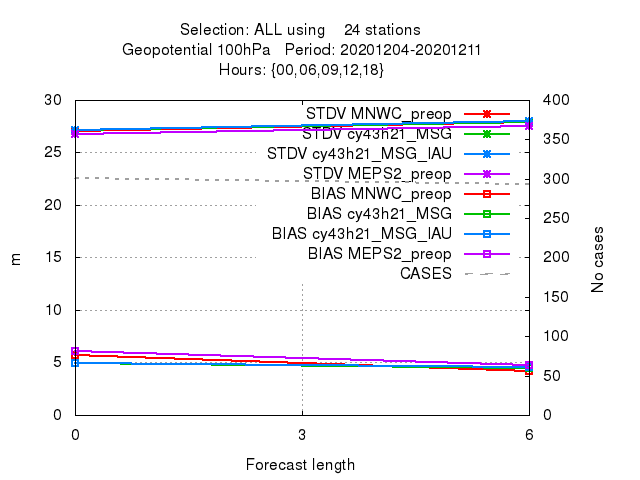 Selection: ALL using 24 stations
Geopotential 100hPa Period: 20201204-20201211
Hours: {00,06,09,12,18}
30 400
STDV MNWC_preop
350
STDV cy43h21_MSG
25
STDV cy43h21_MSG_IAU
300
STDV MEPS2_preop
BIAS MNWC_preop
20
BIAS cy43h21_MSG
250
BIAS cy43h21_MSG_IAU
BIAS MEPS2_preop
15 200
CASES
m
No cases
150
10
100
5
50
0 0
0 3 6
Forecast length